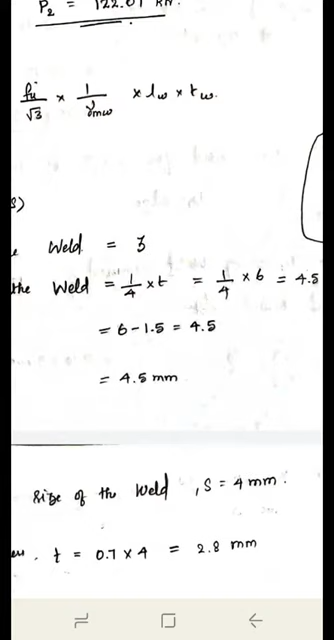 P₂ = 122.01 kN.
fu/√3 × 1/γmw × lw × tw.
3)
Weld = 3
the Weld = 1/4 × t = 1/4 × 6 = 4.5
= 6 - 1.5 = 4.5
= 4.5 mm
Size of the Weld , S = 4 mm.
. t = 0.7 × 4 = 2.8 mm